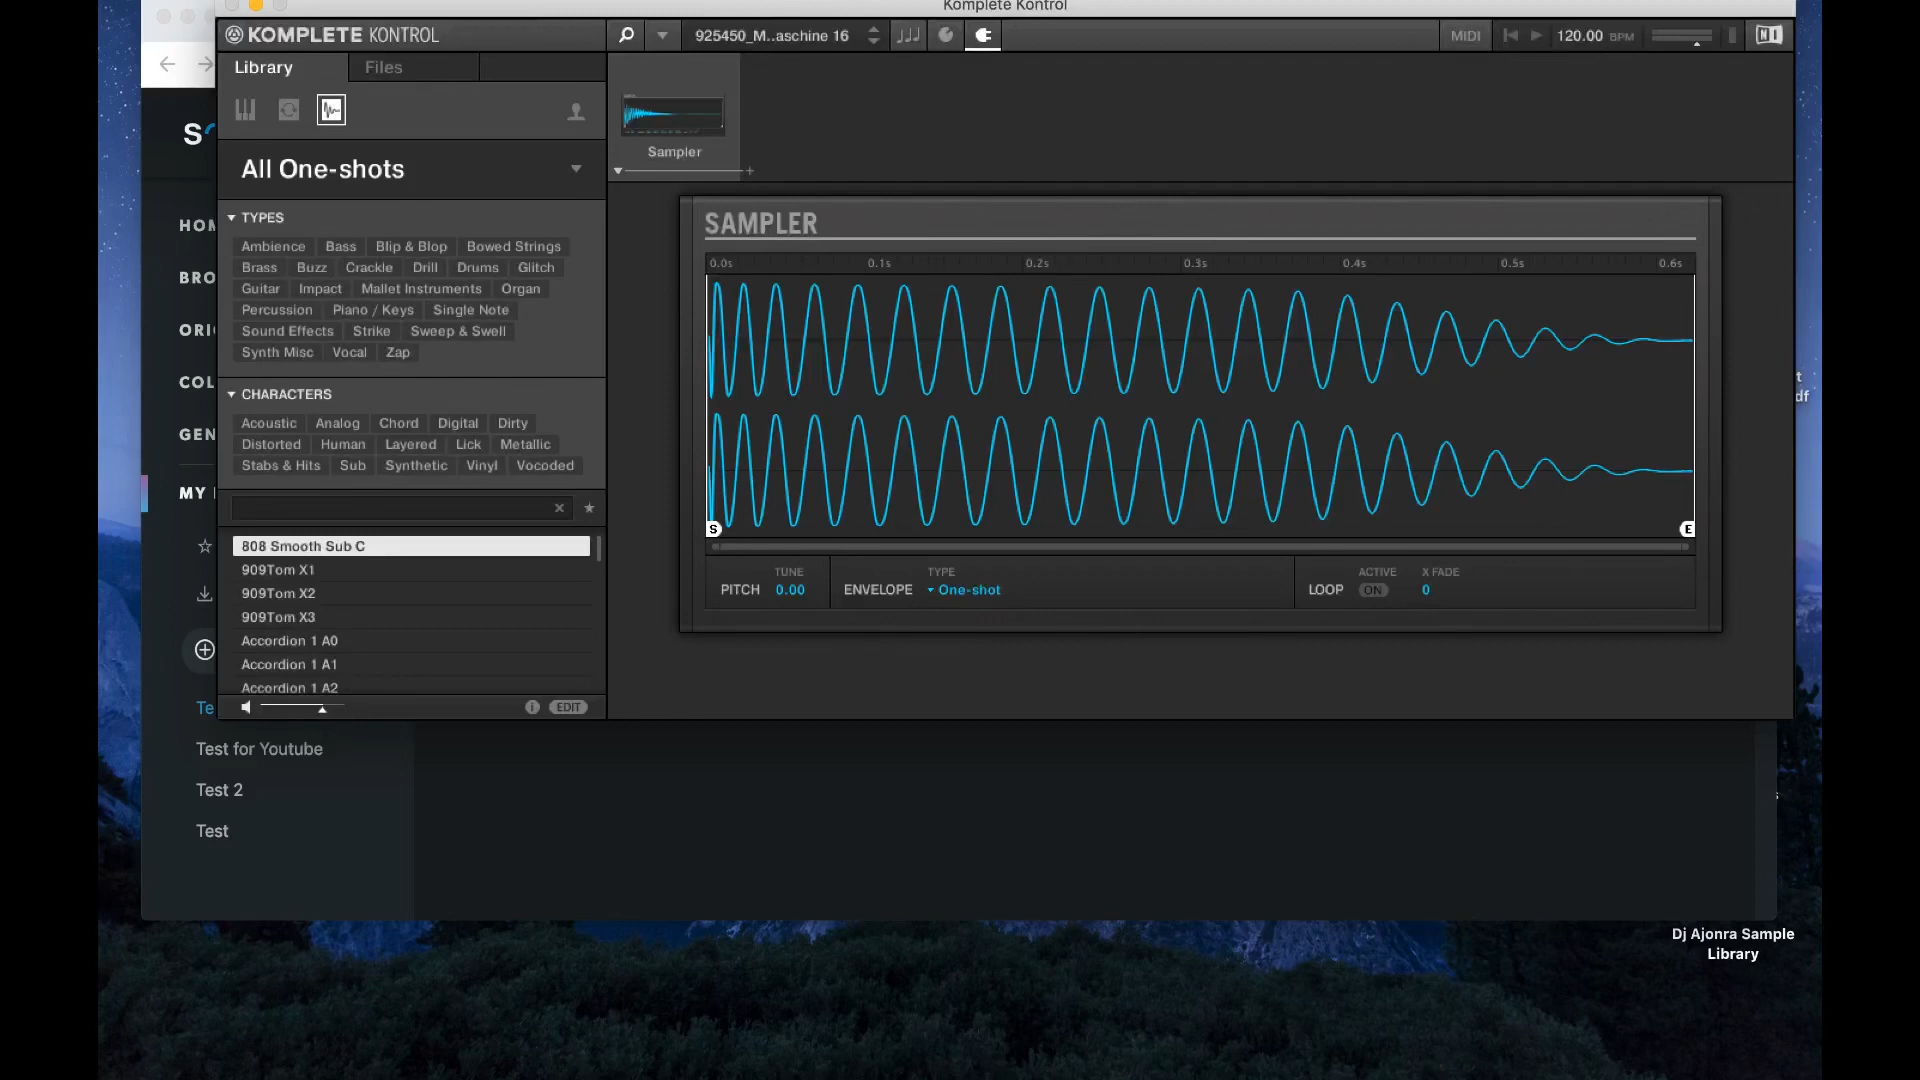 Komplete Kontrol
KOMPLETE KONTROL
925450_M..aschine 16
MIDI
120.00 BPM
Library
Files
All One-shots
TYPES
Ambience Bass Blip & Blop Bowed Strings
Brass Buzz Crackle Drill Drums Glitch
Guitar Impact Mallet Instruments Organ
Percussion Piano / Keys Single Note
Sound Effects Strike Sweep & Swell
Synth Misc Vocal Zap
CHARACTERS
Acoustic Analog Chord Digital Dirty
Distorted Human Layered Lick Metallic
Stabs & Hits Sub Synthetic Vinyl Vocoded
808 Smooth Sub C
909Tom X1
909Tom X2
909Tom X3
Accordion 1 A0
Accordion 1 A1
Accordion 1 A2
EDIT
Sampler
SAMPLER
0.0s 0.1s 0.2s 0.3s 0.4s 0.5s 0.6s
S E
TUNE TYPE ACTIVE X FADE
PITCH 0.00 ENVELOPE One-shot LOOP ON 0
HOM
BRO
ORI
COL
GEN
MY
Te
Test for Youtube
Test 2
Test
t
df
s
Dj Ajonra Sample
Library